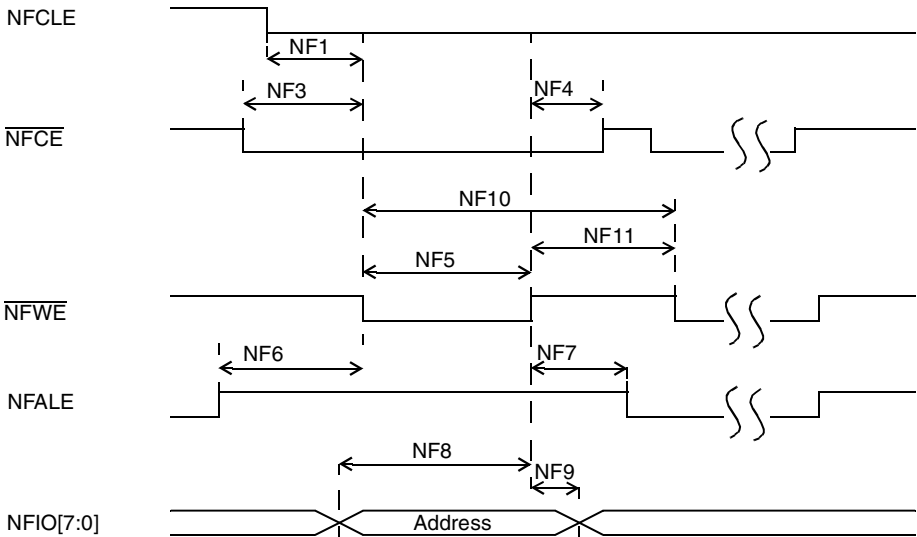 NFCLE
NF1
NF3
NF4
NFCE
NF10
NF11
NF5
NFWE
NF6
NF7
NFALE
NF8
NF9
NFIO[7:0]
Address